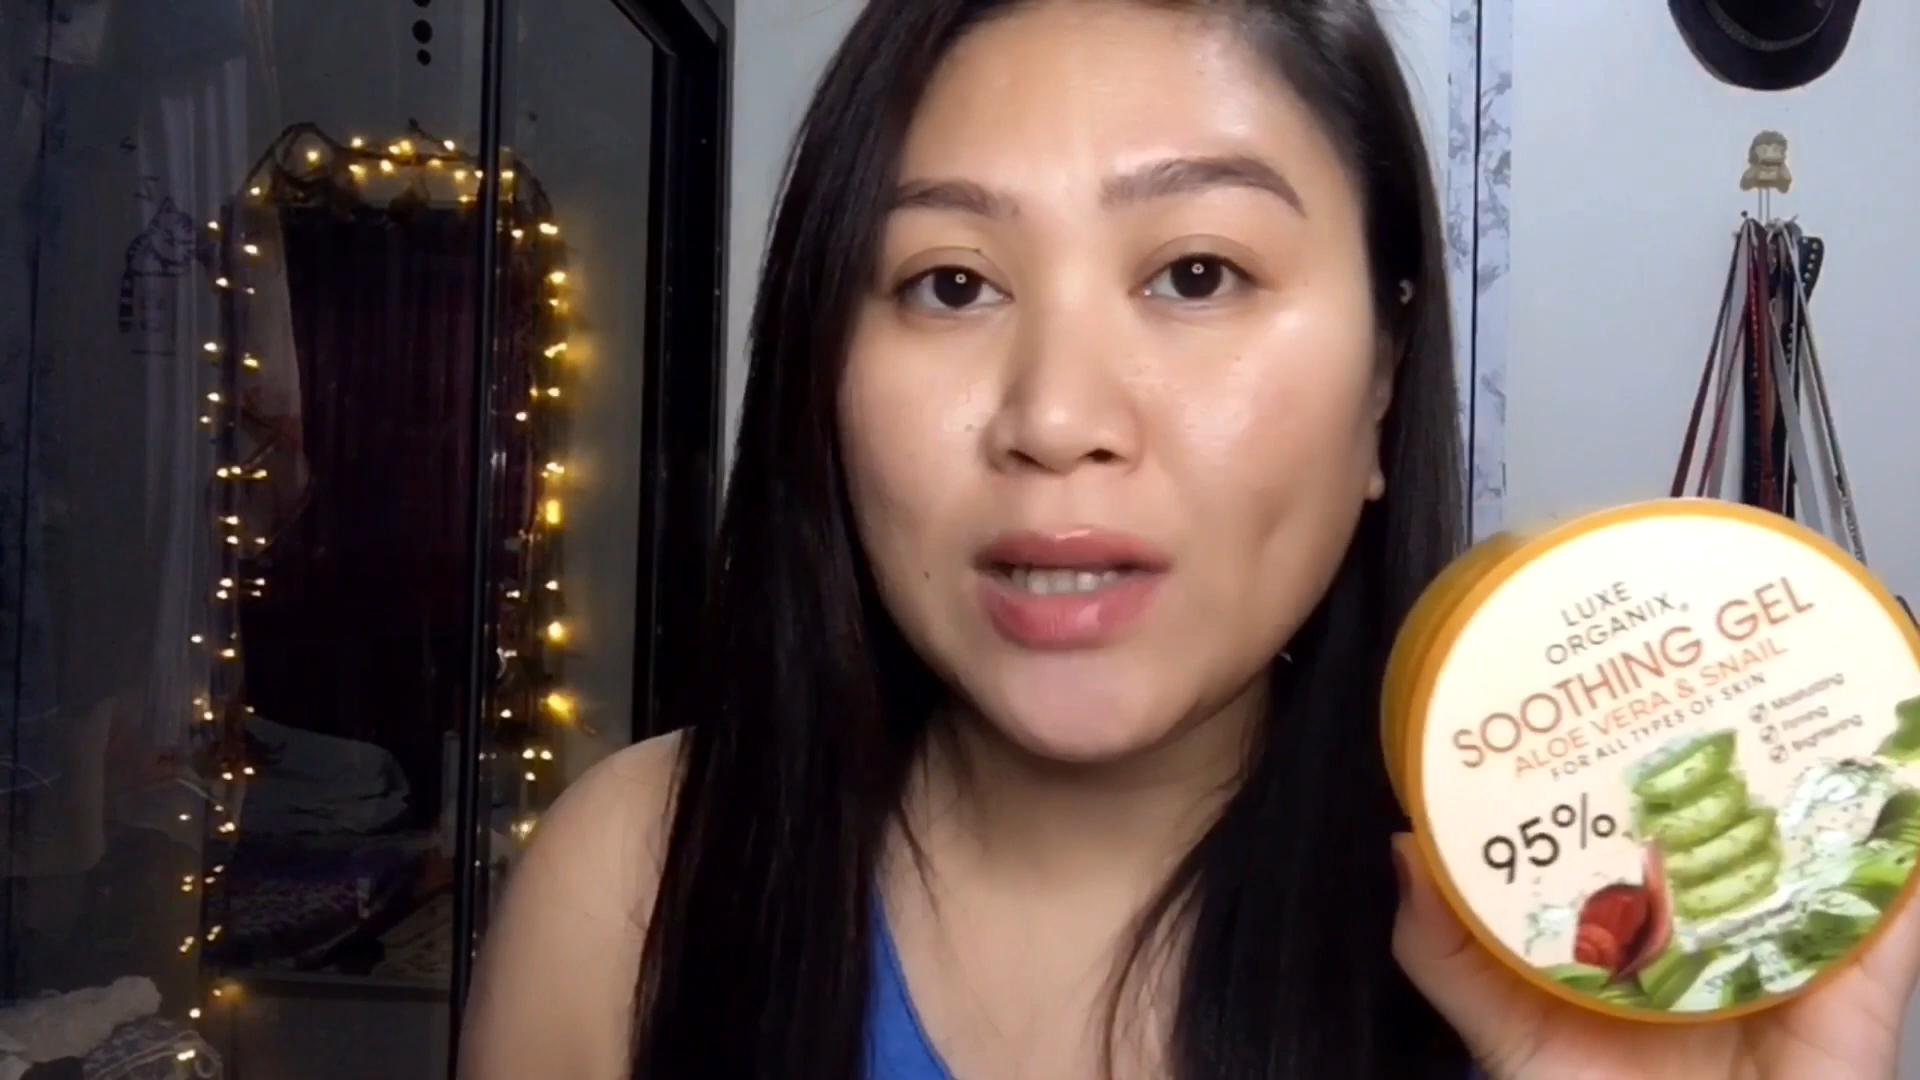 LUXE
ORGANIX®
SOOTHING GEL
ALOE VERA & SNAIL
FOR ALL TYPES OF SKIN
Moisturizing
Firming
Brightening
95%